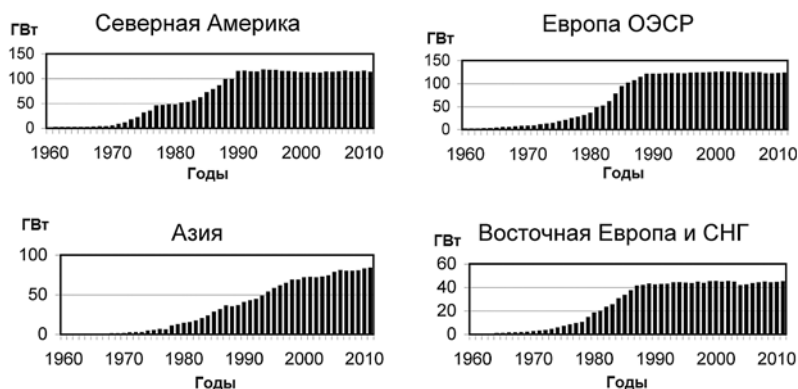 Северная Америка
ГВт
150
100
50
0
1960 1970 1980 1990 2000 2010
Годы
Европа ОЭСР
ГВт
150
100
50
0
1960 1970 1980 1990 2000 2010
Годы
Азия
ГВт
100
50
0
1960 1970 1980 1990 2000 2010
Годы
Восточная Европа и СНГ
ГВт
60
40
20
0
1960 1970 1980 1990 2000 2010
Годы